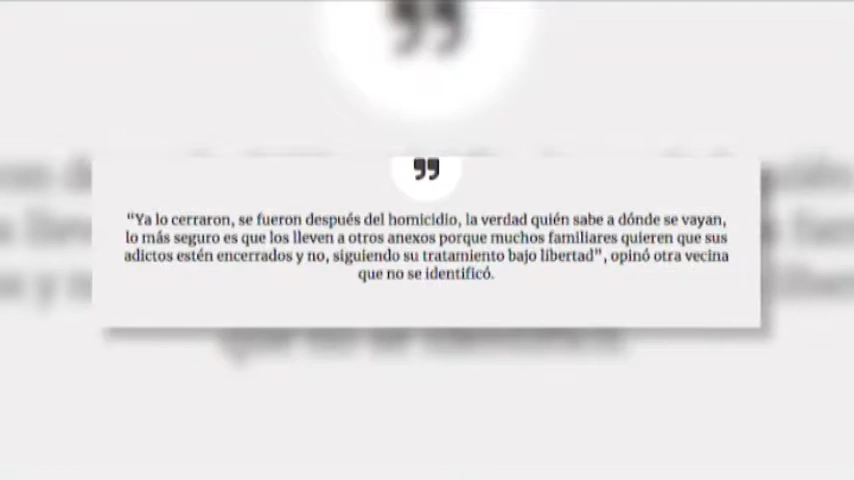 ”
“Ya lo cerraron, se fueron después del homicidio, la verdad quién sabe a dónde se vayan,
lo más seguro es que los lleven a otros anexos porque muchos familiares quieren que sus
adictos estén encerrados y no, siguiendo su tratamiento bajo libertad”, opinó otra vecina
que no se identificó.